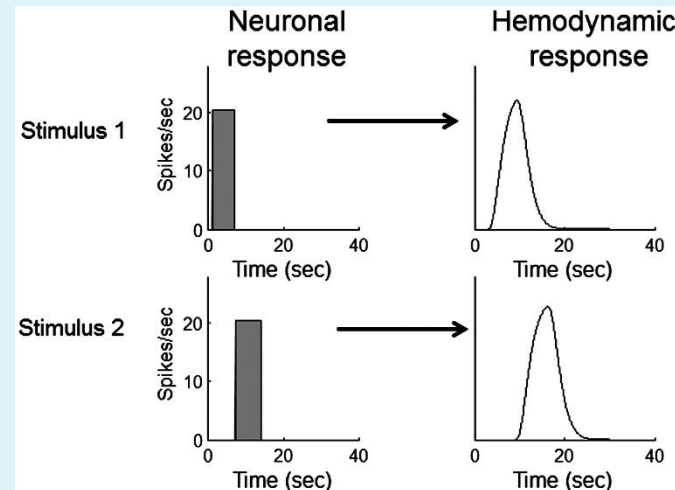 Neuronal
response
Hemodynamic
response
Stimulus 1
Spikes/sec
20
10
0
0 20 40
Time (sec)
0 20 40
Time (sec)
Stimulus 2
Spikes/sec
20
10
0
0 20 40
Time (sec)
0 20 40
Time (sec)